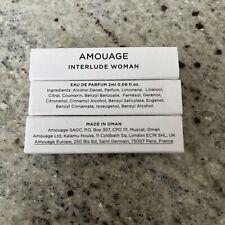 AMOUAGE
INTERLUDE WOMAN
EAU DE PARFUM 2ml 0.06 fl.oz.
Ingredients: Alcohol Denat, Parfum, Limonene, Linalool,
Citral, Coumarin, Benzyl Benzoate, Farnesol, Geraniol,
Citronellol, Cinnamyl Alcohol, Benzyl Salicylate, Eugenol,
Benzyl Cinnamate, Isoeugenol, Benzyl Alcohol.
MADE IN OMAN
Amouage SAOC, P.O. Box 307, CPO 111, Muscat, Oman
Amouage Ltd, Kalamu House, 11 Coldbath Sq, London EC1R 5HL, UK
Amouage Europe, 250 Bis Bd, Saint Germain, 75007 Paris, France